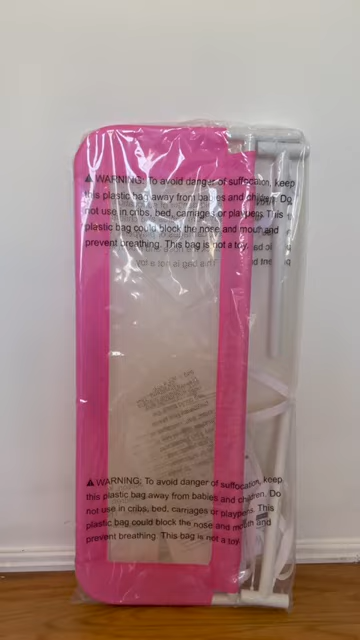 ⚠ WARNING: To avoid danger of suffocation, keep
this plastic bag away from babies and children. Do
not use in cribs, bed, carriages or playpens. This
plastic bag could block the nose and mouth and
prevent breathing. This bag is not a toy.
⚠ WARNING: To avoid danger of suffocation, keep
this plastic bag away from babies and children. Do
not use in cribs, bed, carriages or playpens. This
plastic bag could block the nose and mouth and
prevent breathing. This bag is not a toy.